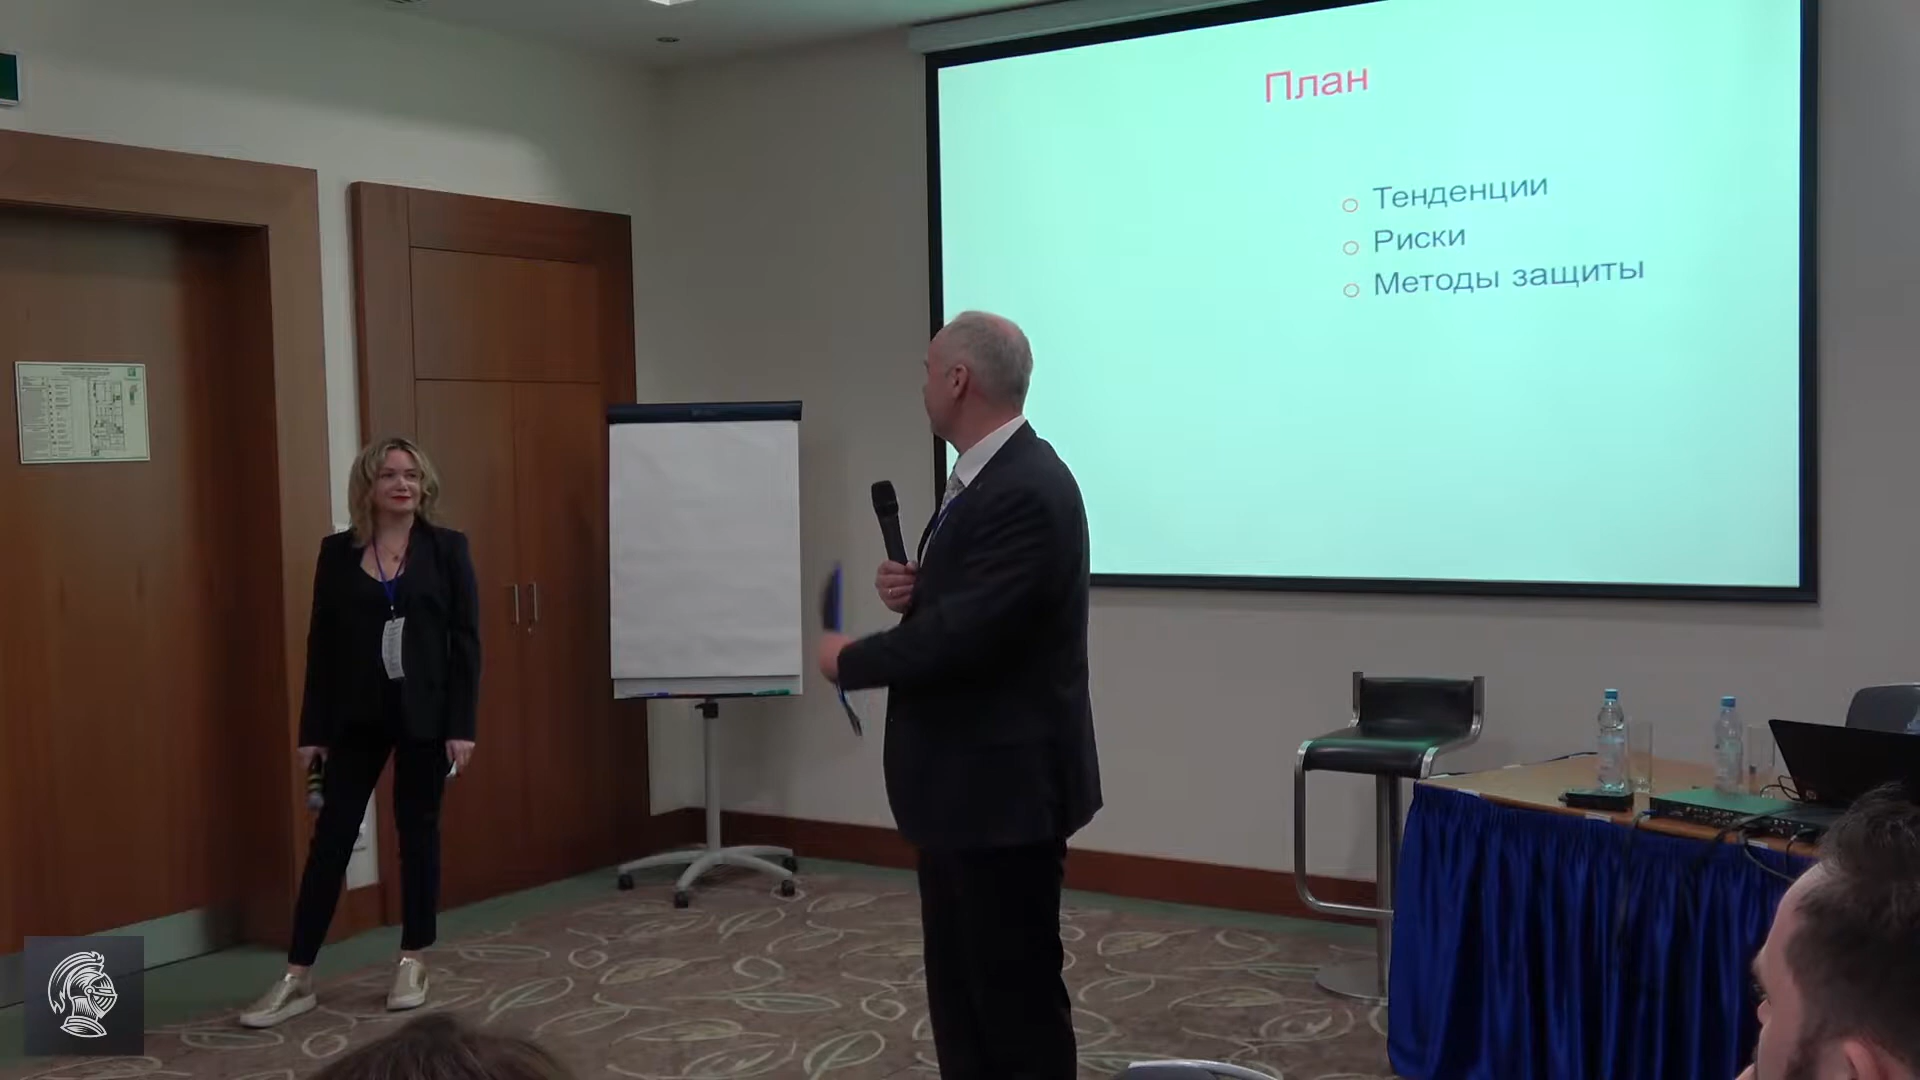 План
Тенденции
Риски
Методы защиты